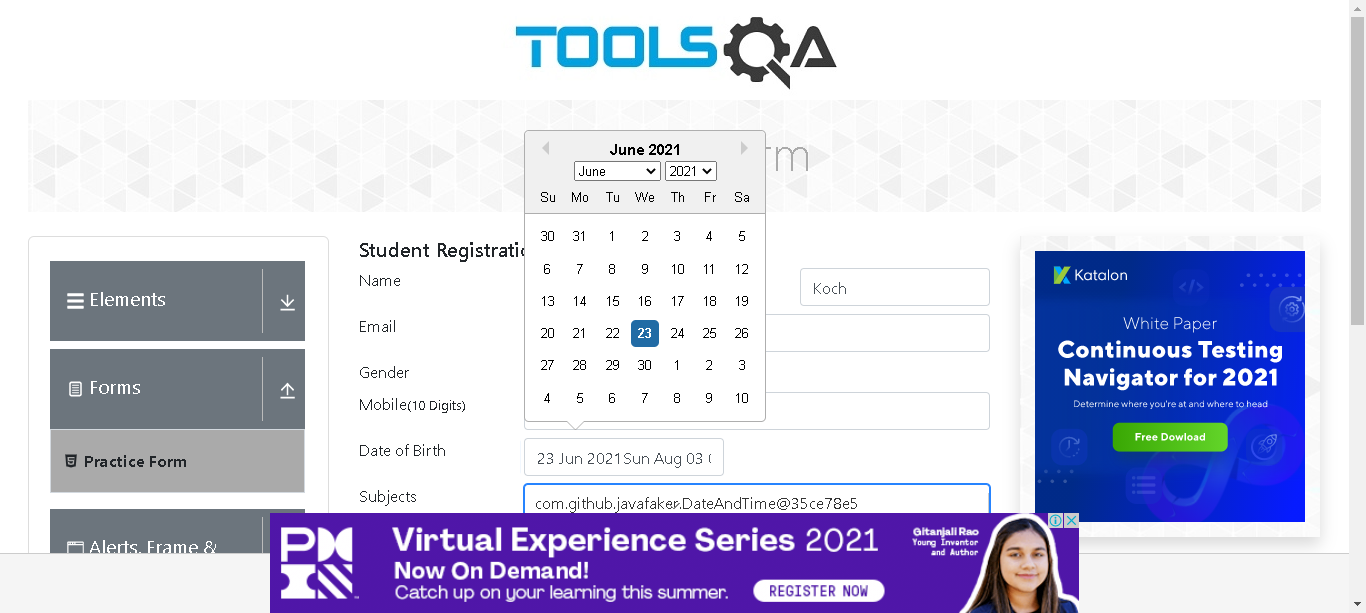 TOOLSQA
rm
June 2021
June 2021
Su Mo Tu We Th Fr Sa
30 31 1 2 3 4 5
6 7 8 9 10 11 12
13 14 15 16 17 18 19
20 21 22 23 24 25 26
27 28 29 30 1 2 3
4 5 6 7 8 9 10
Elements
Forms
Practice Form
Alerts, Frame &
Student Registratio
Name
Koch
Email
Gender
Mobile(10 Digits)
Date of Birth
23 Jun 2021Sun Aug 03
Subjects
com.github.javafaker.DateAndTime@35ce78e5
Katalon
White Paper
Continuous Testing
Navigator for 2021
Determine where you're at and where to head
Free Dowload
PMXIN
Virtual Experience Series 2021
Now On Demand!
Catch up on your learning this summer.
REGISTER NOW
Gitanjali Rao
Young Inventor
and Author